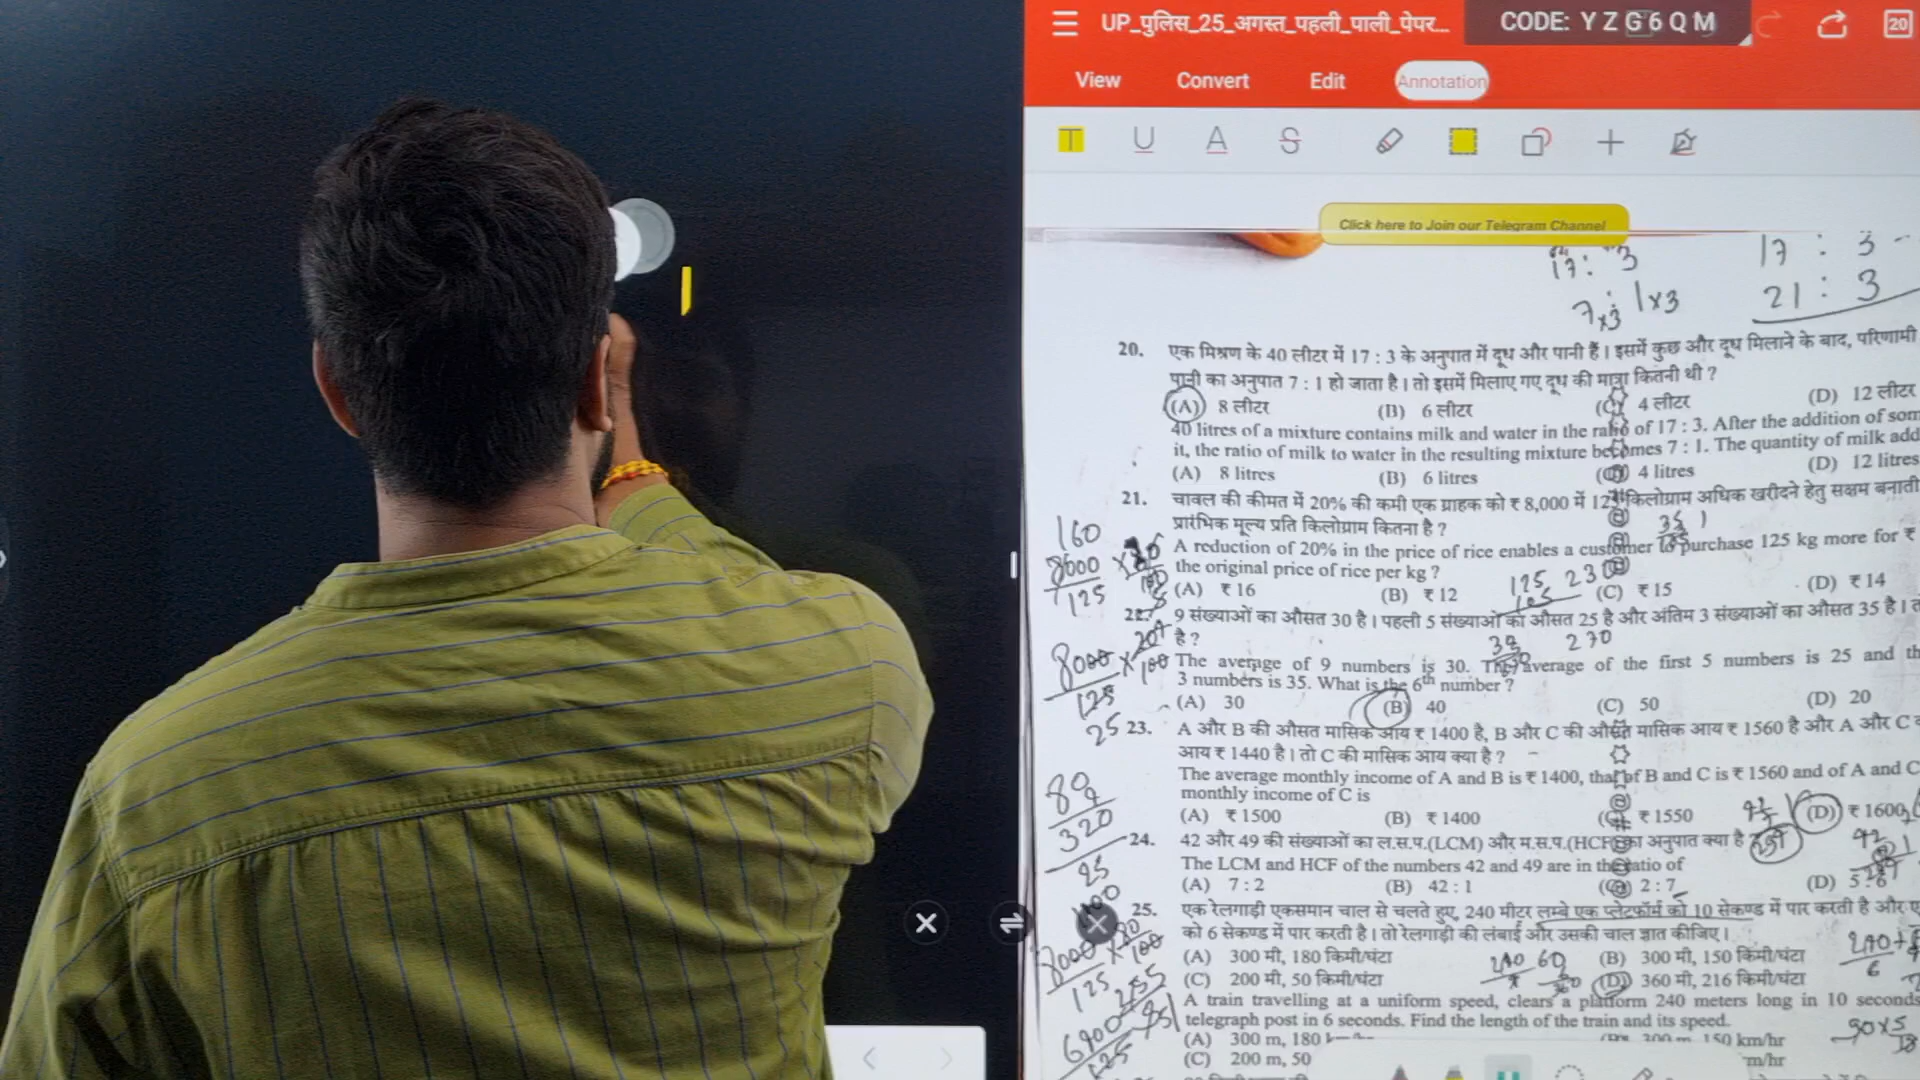 UP_पुलिस_25_अगस्त_पहली_पाली_पेपर...
CODE: Y Z G 6 Q M
20
View Convert Edit Annotation
T U A S
Click here to Join our Telegram Channel
17 : 3
17 : 3
7x3 : 1x3
21 : 3
20. एक मिश्रण के 40 लीटर में 17 : 3 के अनुपात में दूध और पानी हैं। इसमें कुछ और दूध मिलाने के बाद, परिणामी
पानी का अनुपात 7 : 1 हो जाता है। तो इसमें मिलाए गए दूध की मात्रा कितनी थी ?
(A) 8 लीटर (B) 6 लीटर (C) 4 लीटर (D) 12 लीटर
40 litres of a mixture contains milk and water in the ratio of 17 : 3. After the addition of som
it, the ratio of milk to water in the resulting mixture becomes 7 : 1. The quantity of milk add
(A) 8 litres (B) 6 litres 4 litres (D) 12 litres
21. चावल की कीमत में 20% की कमी एक ग्राहक को ₹ 8,000 में किलोग्राम अधिक खरीदने हेतु सक्षम बनाती
प्रारंभिक मूल्य प्रति किलोग्राम कितना है ?
A reduction of 20% in the price of rice enables a customer to purchase 125 kg more for ₹
the original price of rice per kg ?
(A) ₹ 16 (B) ₹ 12 (C) ₹ 15 (D) ₹ 14
22. 9 संख्याओं का औसत 30 है। पहली 5 संख्याओं का औसत 25 है और अंतिम 3 संख्याओं का औसत 35 है।
है ?
The average of 9 numbers is 30. The average of the first 5 numbers is 25 and th
3 numbers is 35. What is the 6th number ?
(A) 30 (B) 40 (C) 50 (D) 20
23. A और B की औसत मासिक आय ₹ 1400 है, B और C की औसत मासिक आय ₹ 1560 है और A और C
आय ₹ 1440 है। तो C की मासिक आय क्या है ?
The average monthly income of A and B is ₹ 1400, that of B and C is ₹ 1560 and of A and C
monthly income of C is
(A) ₹ 1500 (B) ₹ 1400 ₹ 1550 (D) ₹ 1600
24. 42 और 49 की संख्याओं का ल.स.प.(LCM) और म.स.प.(HCF) का अनुपात क्या है
The LCM and HCF of the numbers 42 and 49 are in the ratio of
(A) 7 : 2 (B) 42 : 1 2 : 7 (D) 5 : 6
25. एक रेलगाड़ी एकसमान चाल से चलते हुए, 240 मीटर लम्बे एक प्लेटफॉर्म को 10 सेकण्ड में पार करती है और
को 6 सेकण्ड में पार करती है। तो रेलगाड़ी की लंबाई और उसकी चाल ज्ञात कीजिए।
(A) 300 मी, 180 किमी/घंटा (B) 300 मी, 150 किमी/घंटा
(C) 200 मी, 50 किमी/घंटा (D) 360 मी, 216 किमी/घंटा
A train travelling at a uniform speed, clears a platform 240 meters long in 10 seconds
telegraph post in 6 seconds. Find the length of the train and its speed.
(A) 300 m, 180 150 km/hr
(C) 200 m, 50 m/hr